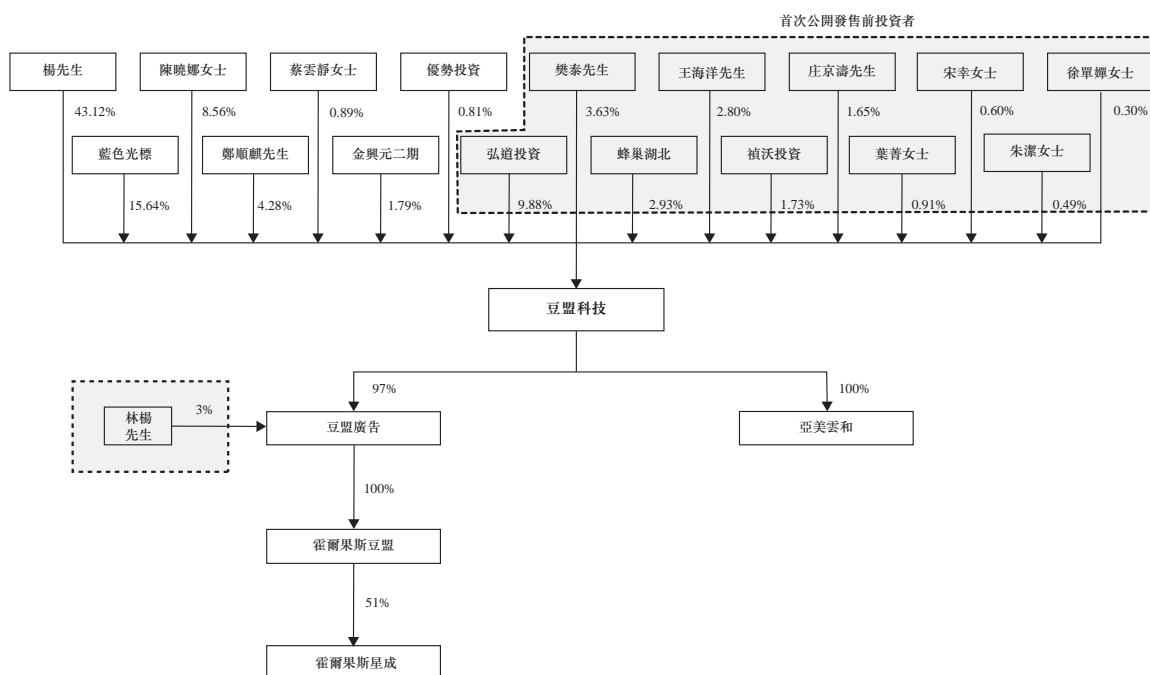 首次公開發售前投資者
楊先生
陳曉娜女士
蔡雲靜女士
優勢投資
樊泰先生
王海洋先生
庄京濤先生
宋幸女士
徐單嬋女士
43.12%
8.56%
0.89%
0.81%
3.63%
2.80%
1.65%
0.60%
0.30%
藍色光標
鄭順麒先生
金興元二期
弘道投資
蜂巢湖北
禎沃投資
葉菁女士
朱潔女士
15.64%
4.28%
1.79%
9.88%
2.93%
1.73%
0.91%
0.49%
豆盟科技
97%
100%
林楊
先生
3%
豆盟廣告
亞美雲和
100%
霍爾果斯豆盟
51%
霍爾果斯星成